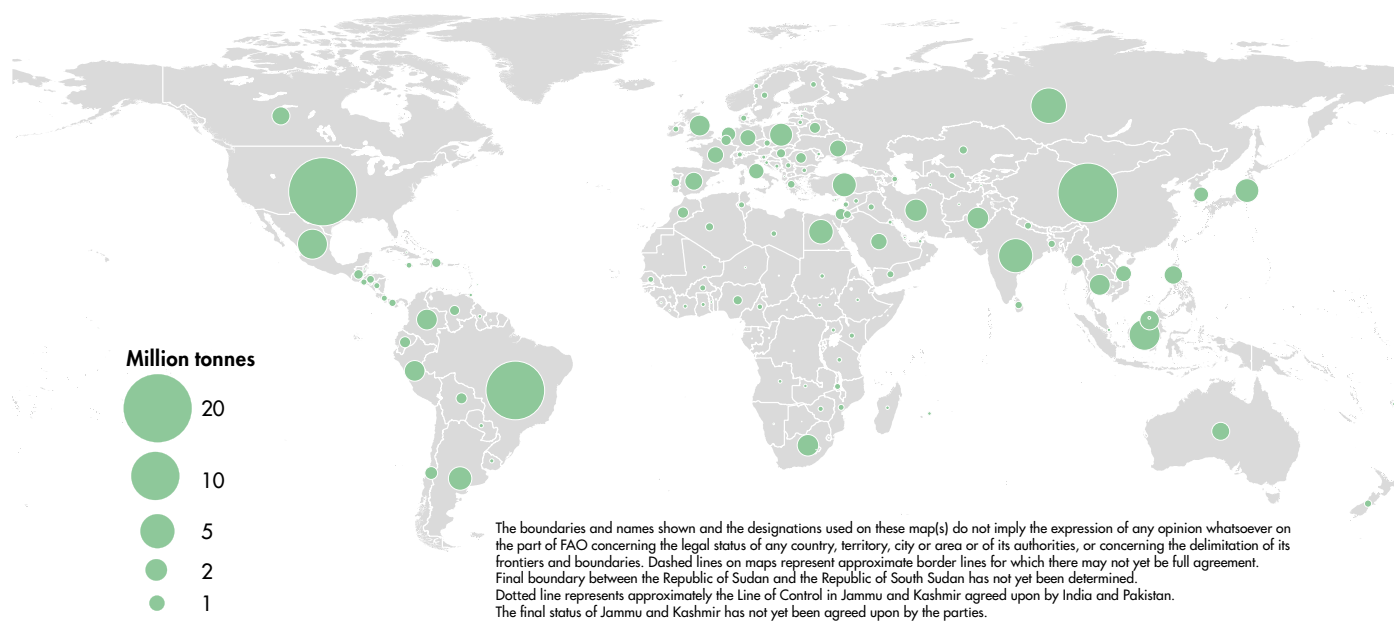 Million tonnes
20
10
5
2
1
The boundaries and names shown and the designations used on these map(s) do not imply the expression of any opinion whatsoever on
the part of FAO concerning the legal status of any country, territory, city or area or of its authorities, or concerning the delimitation of its
frontiers and boundaries. Dashed lines on maps represent approximate border lines for which there may not yet be full agreement.
Final boundary between the Republic of Sudan and the Republic of South Sudan has not yet been determined.
Dotted line represents approximately the Line of Control in Jammu and Kashmir agreed upon by India and Pakistan.
The final status of Jammu and Kashmir has not yet been agreed upon by the parties.